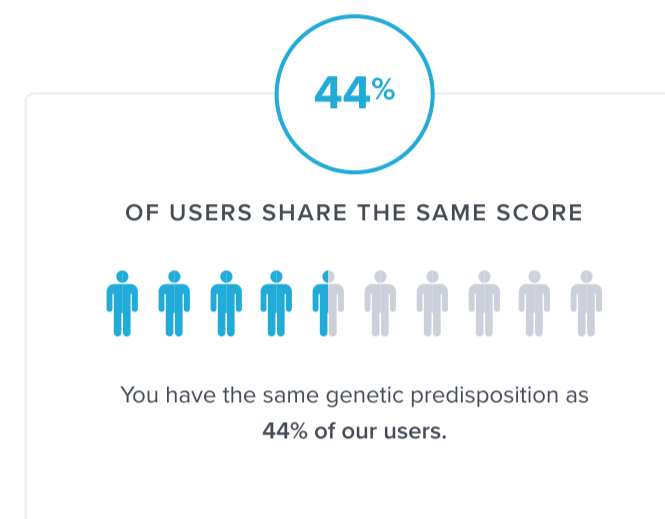 44%
OF USERS SHARE THE SAME SCORE
You have the same genetic predisposition as
44% of our users.